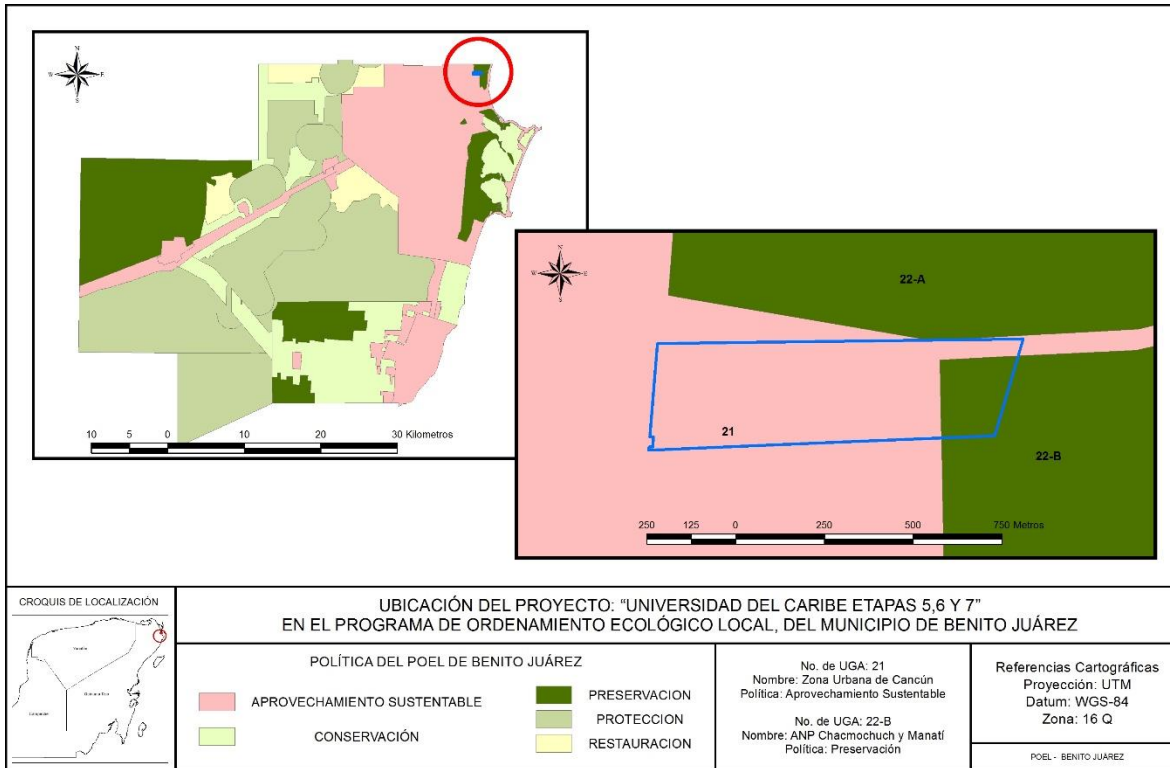 N
W
E
S
10 5 0 10 20 30 Kilometros
N
W
E
S
22-A
21
22-B
250 125 0 250 500 750 Metros
CROQUIS DE LOCALIZACIÓN
Yucatán
Quintana Roo
Campeche
UBICACIÓN DEL PROYECTO: “UNIVERSIDAD DEL CARIBE ETAPAS 5,6 Y 7”
EN EL PROGRAMA DE ORDENAMIENTO ECOLÓGICO LOCAL, DEL MUNICIPIO DE BENITO JUÁREZ
POLÍTICA DEL POEL DE BENITO JUÁREZ
APROVECHAMIENTO SUSTENTABLE
CONSERVACIÓN
PRESERVACION
PROTECCION
RESTAURACION
No. de UGA: 21
Nombre: Zona Urbana de Cancún
Política: Aprovechamiento Sustentable
No. de UGA: 22-B
Nombre: ANP Chacmochuch y Manatí
Política: Preservación
Referencias Cartográficas
Proyección: UTM
Datum: WGS-84
Zona: 16 Q
POEL - BENITO JUÁREZ